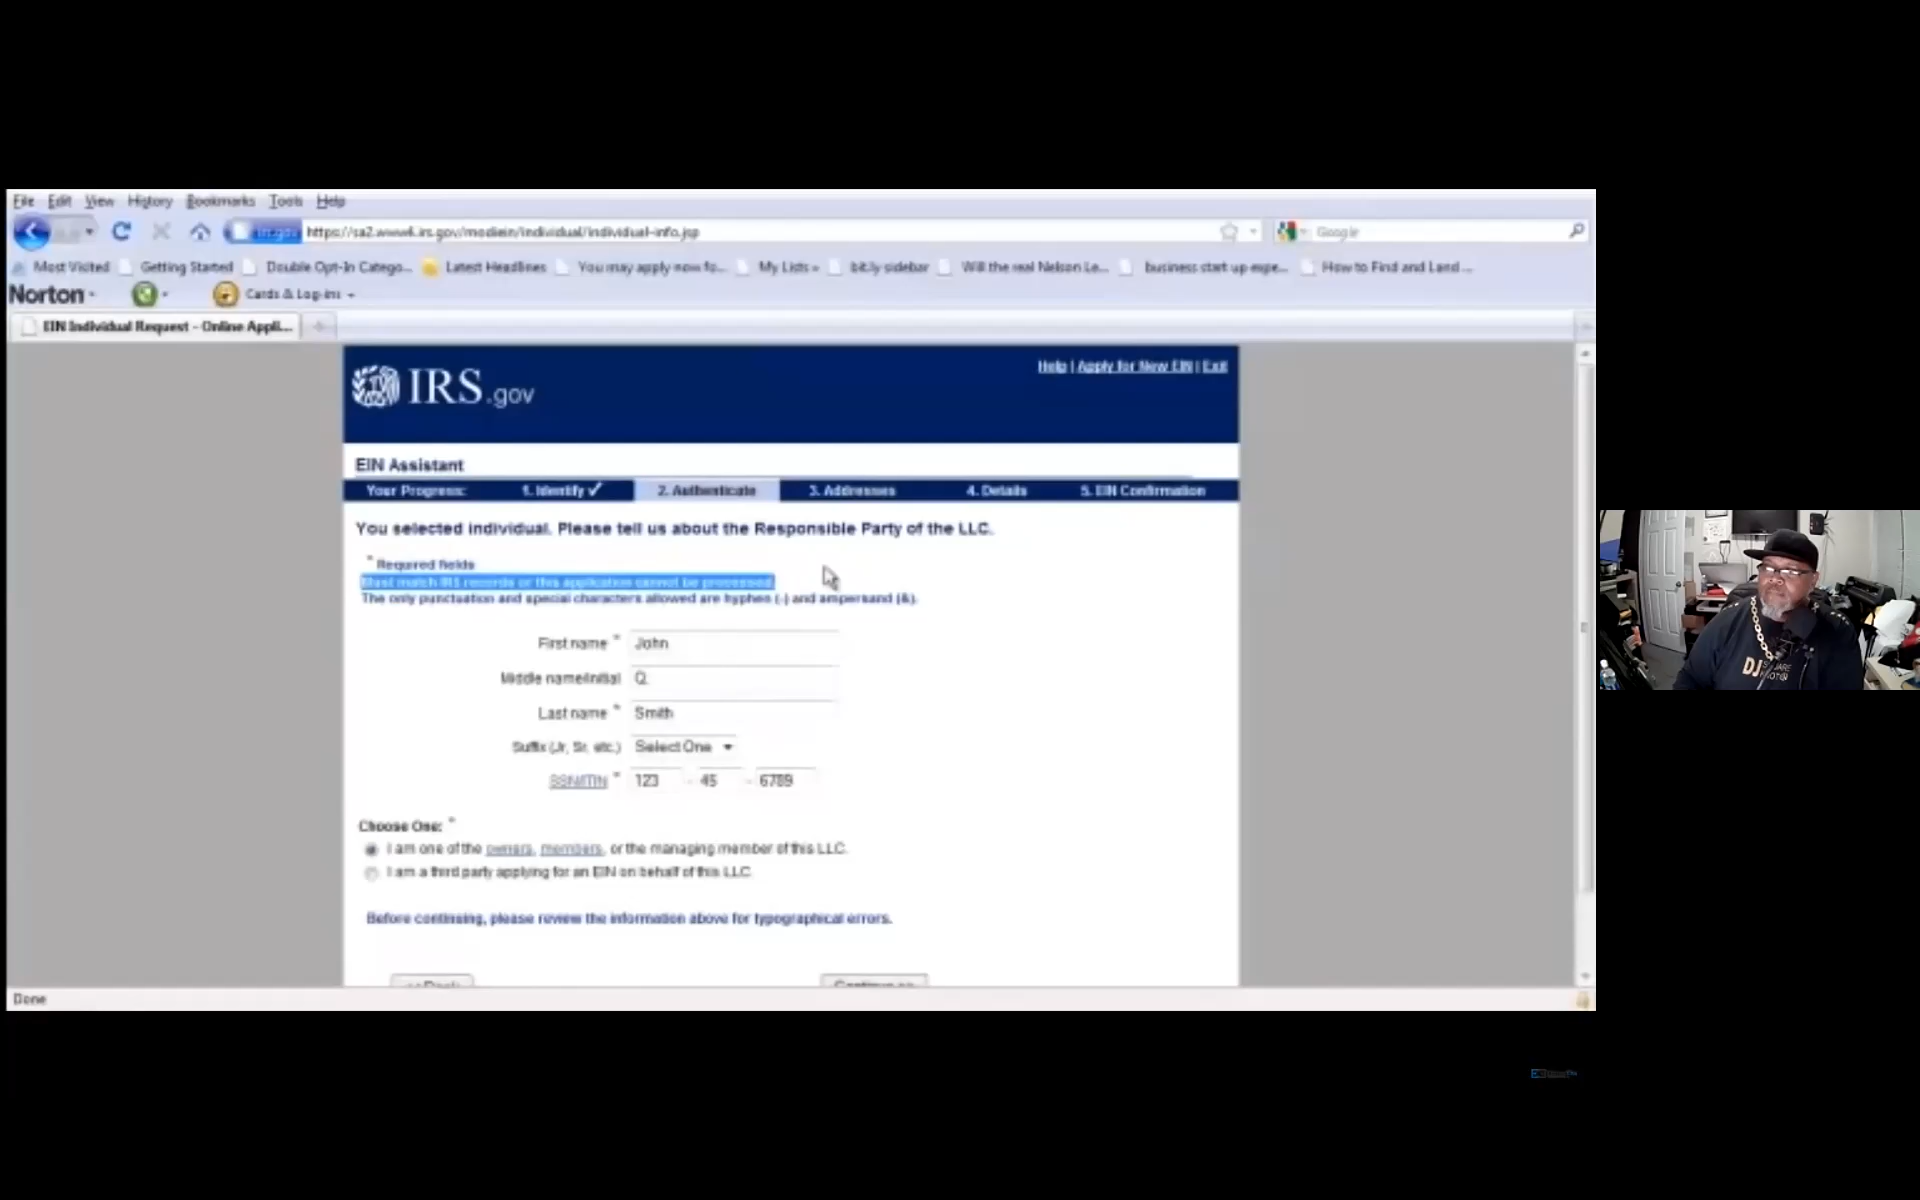 File Edit View History Bookmarks Tools Help
irs.gov https://sa2.www4.irs.gov/modiein/individual/individual-info.jsp Google
Most Visited Getting Started Double Opt-In Catego... Latest Headlines You may apply now fo... My Lists bit.ly sidebar Will the real Nelson Le... business start up expe... How to Find and Land ...
Norton Cards & Log-ins
EIN Individual Request - Online Appli...
Help | Apply for New EIN | Exit
IRS.gov
EIN Assistant
Your Progress: 1. Identify ✓ 2. Authenticate 3. Addresses 4. Details 5. EIN Confirmation
You selected individual. Please tell us about the Responsible Party of the LLC.
* Required fields
Must match IRS records or this application cannot be processed.
The only punctuation and special characters allowed are hyphen (-) and ampersand (&).
First name * John
Middle name/initial Q
Last name * Smith
Suffix (Jr, Sr, etc.) Select One
SSN/ITIN * 123 - 45 - 6789
Choose One: *
I am one of the owners, members, or the managing member of this LLC.
I am a third party applying for an EIN on behalf of this LLC.
Before continuing, please review the information above for typographical errors.
<< Back Continue >>
Done
DJ